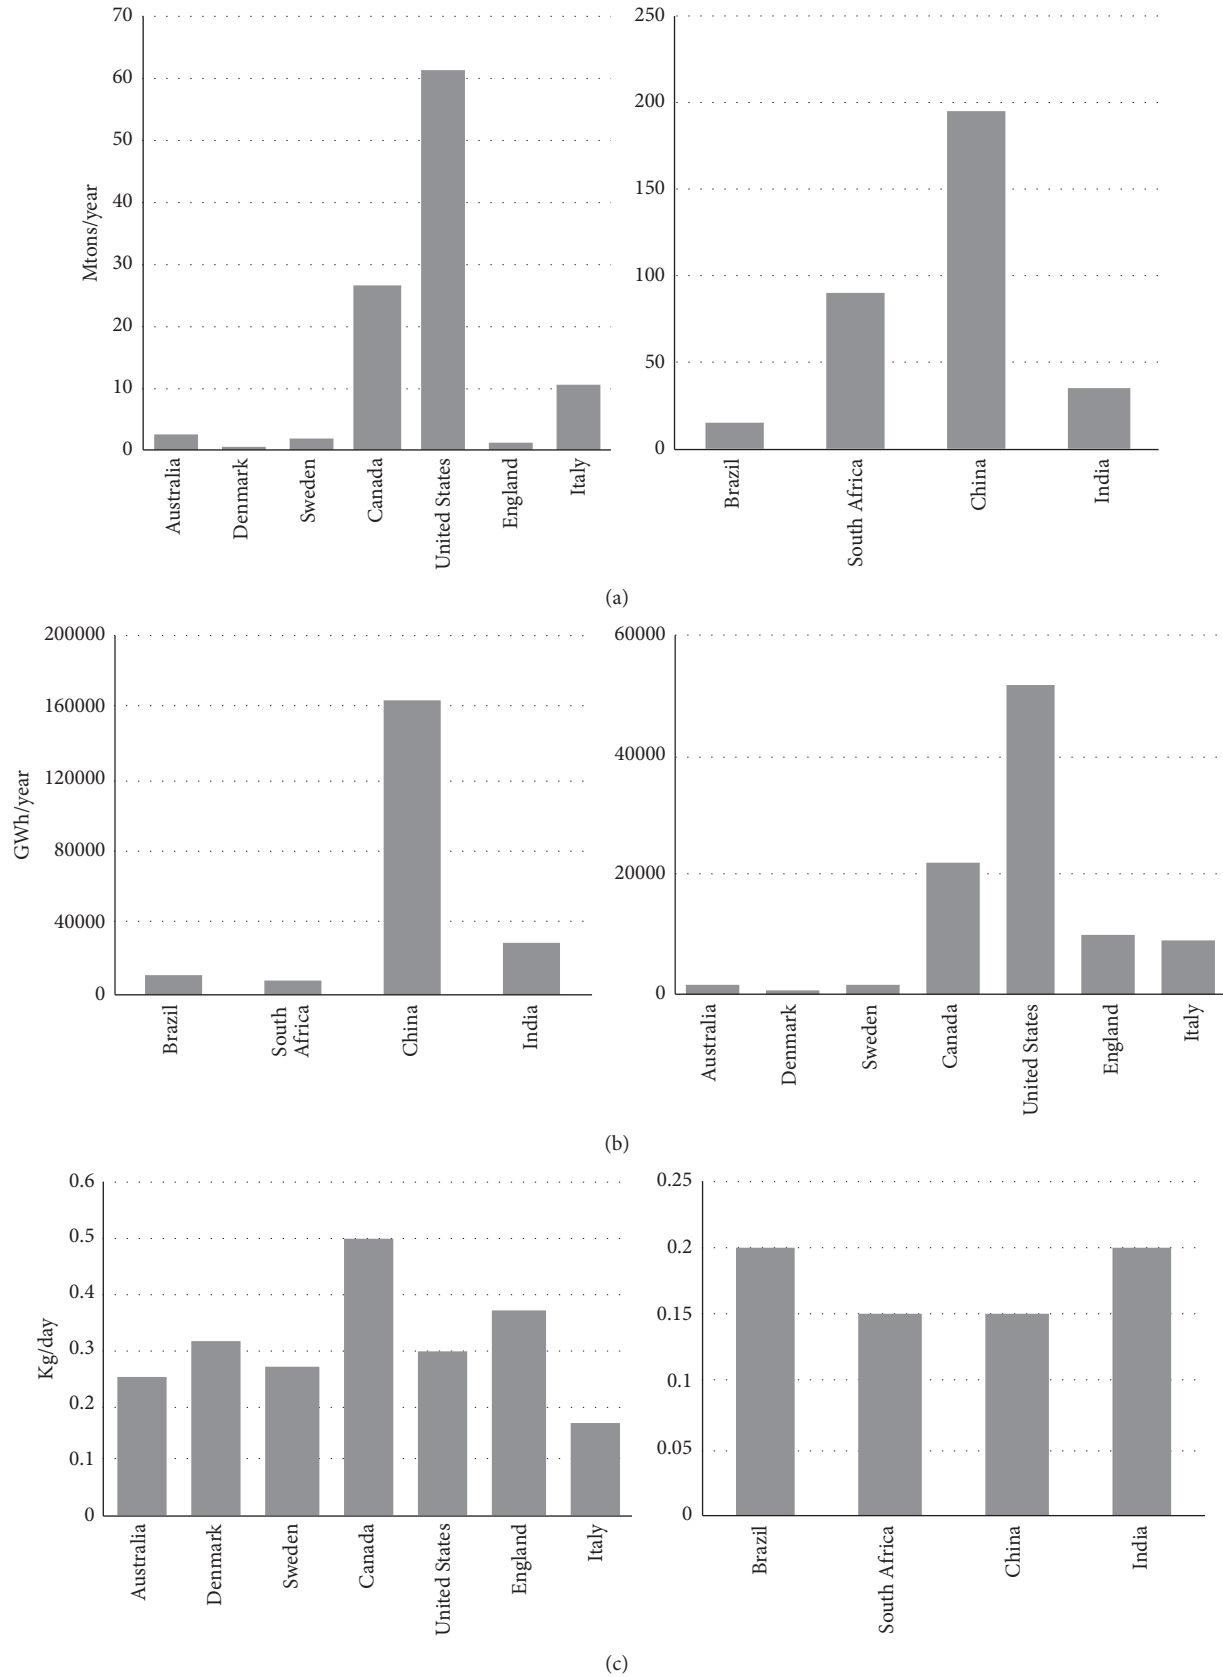 70
60
50
40
30
20
10
0
Mtons/year
Australia
Denmark
Sweden
Canada
United States
England
Italy
250
200
150
100
50
0
Brazil
South Africa
China
India
(a)
200000
160000
120000
80000
40000
0
GWh/year
Brazil
South
Africa
China
India
60000
40000
20000
0
Australia
Denmark
Sweden
Canada
United States
England
Italy
(b)
0.6
0.5
0.4
0.3
0.2
0.1
0
Kg/day
Australia
Denmark
Sweden
Canada
United States
England
Italy
0.25
0.2
0.15
0.1
0.05
0
Brazil
South Africa
China
India
(c)